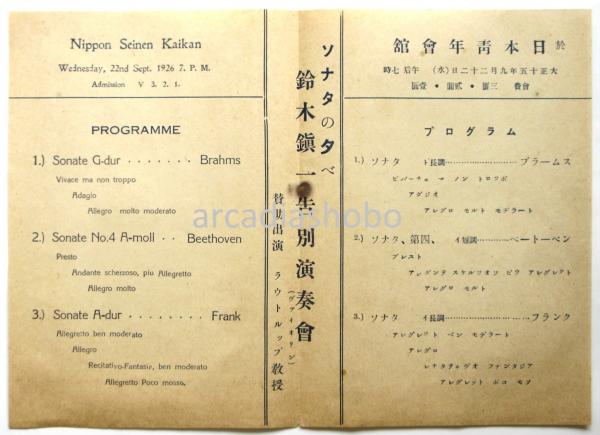 Nippon Seinen Kaikan
Wednesday, 22nd Sept. 1926 7. P. M.
Admission V 3. 2. 1.
PROGRAMME
1.) Sonate G-dur . . . . . . . Brahms
Vivace ma non troppo
Adagio
Allegro molto moderato
2.) Sonate No.4 A-moll . . Beethoven
Presto
Andante scherzoso, piu Allegretto
Allegro molto
3.) Sonate A-dur . . . . . . . . Frank
Allegretto ben moderato
Allegro
Recitativo-Fantasie, ben moderato
Allegretto Poco mosso.
ソナタの夕べ
鈴木鎭一告別演奏會
(ヴァイオリン)
賛助出演 ラウトルップ教授
於日本靑年會館
大正十五年九月二十二日(水) 午后七時
會費 三圓・貳圓・壹圓
プログラム
1.) ソナタ ト長調……………………ブラームス
ビバーチェ マ ノン トロッポ
アダジオ
アレグロ モルト モデラート
2.) ソナタ、第四、イ短調…………ベートーベン
プレスト
アンダンテ スケルツオソ ピウ アレグレット
アレグロ モルト
3.) ソナタ イ長調……………………フランク
アレグレット ベン モデラート
アレグロ
レチタチーヴオ ファンタジア
アレグレット ポコ モソ
arcadiashobo